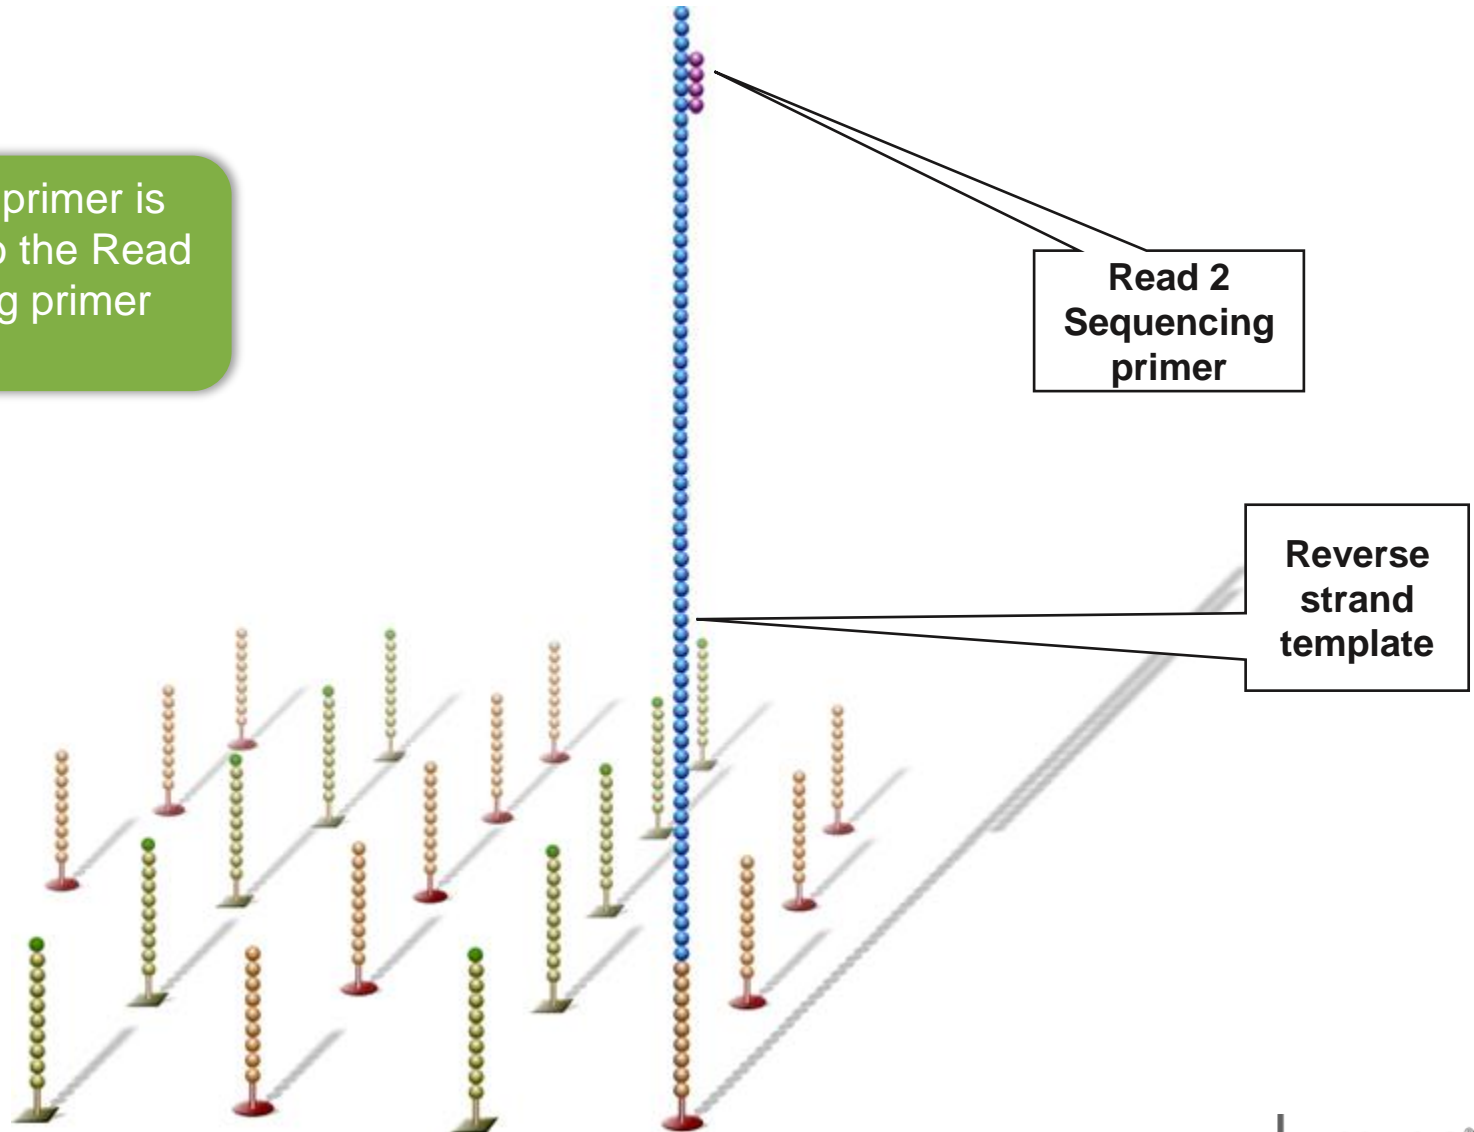 primer is
the Read
primer
Read 2
Sequencing
primer
Reverse
strand
template